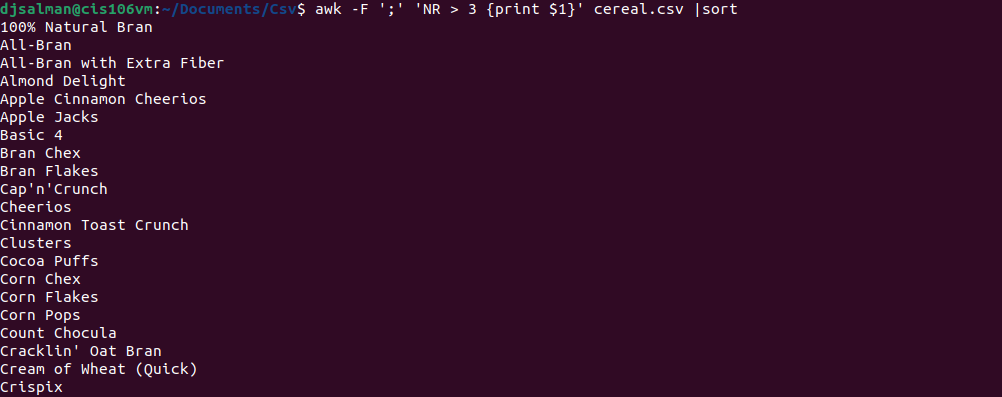 djsalman@cis106vm:~/Documents/Csv$ awk -F ';' 'NR > 3 {print $1}' cereal.csv |sort
100% Natural Bran
All-Bran
All-Bran with Extra Fiber
Almond Delight
Apple Cinnamon Cheerios
Apple Jacks
Basic 4
Bran Chex
Bran Flakes
Cap'n'Crunch
Cheerios
Cinnamon Toast Crunch
Clusters
Cocoa Puffs
Corn Chex
Corn Flakes
Corn Pops
Count Chocula
Cracklin' Oat Bran
Cream of Wheat (Quick)
Crispix